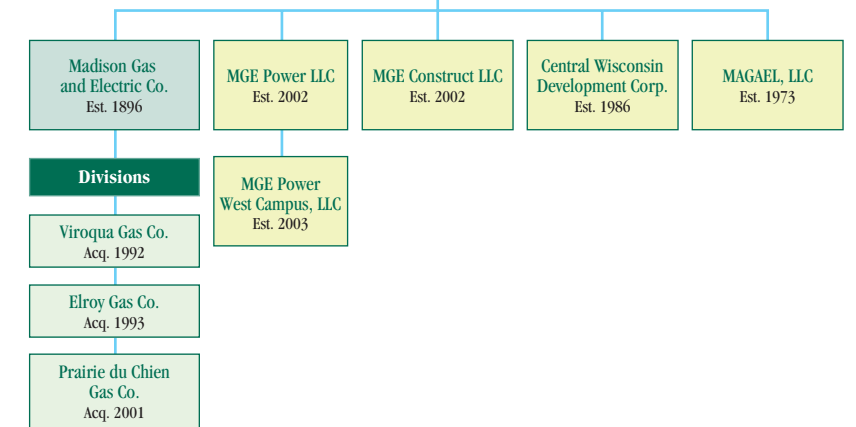 Madison Gas
and Electric Co.
Est. 1896
MGE Power LLC
Est. 2002
MGE Construct LLC
Est. 2002
Central Wisconsin
Development Corp.
Est. 1986
MAGAEL, LLC
Est. 1973
Divisions
MGE Power
West Campus, LLC
Est. 2003
Viroqua Gas Co.
Acq. 1992
Elroy Gas Co.
Acq. 1993
Prairie du Chien
Gas Co.
Acq. 2001